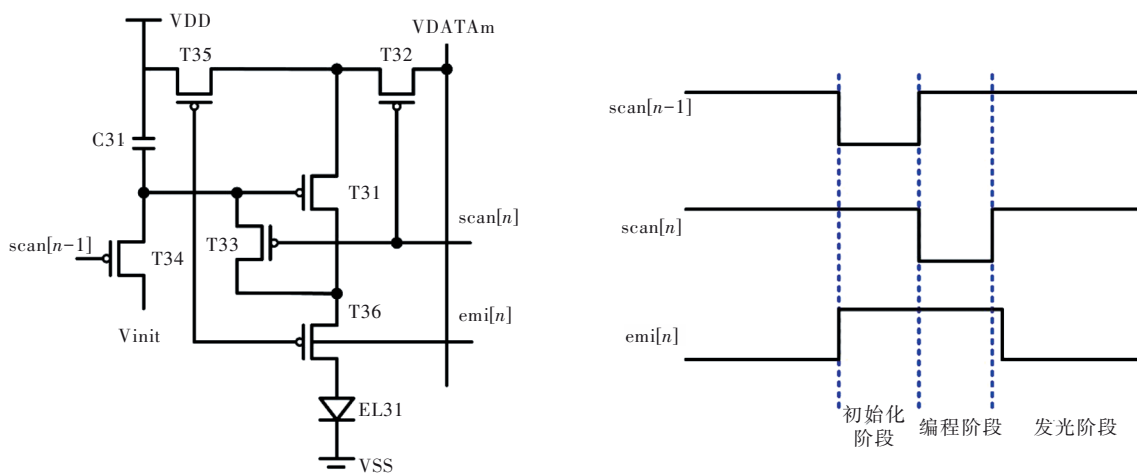 VDD
VDATAm
T35
T32
C31
T31
scan[n]
scan[n-1]
T34
T33
T36
emi[n]
Vinit
EL31
VSS
scan[n-1]
scan[n]
emi[n]
初始化
阶段
编程阶段
发光阶段